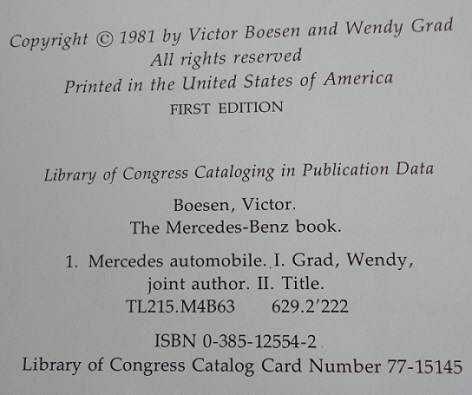 Copyright © 1981 by Victor Boesen and Wendy Grad
All rights reserved
Printed in the United States of America
FIRST EDITION
Library of Congress Cataloging in Publication Data
Boesen, Victor.
The Mercedes-Benz book.
1. Mercedes automobile. I. Grad, Wendy,
joint author. II. Title.
TL215.M4B63 629.2'222
ISBN 0-385-12554-2
Library of Congress Catalog Card Number 77-15145